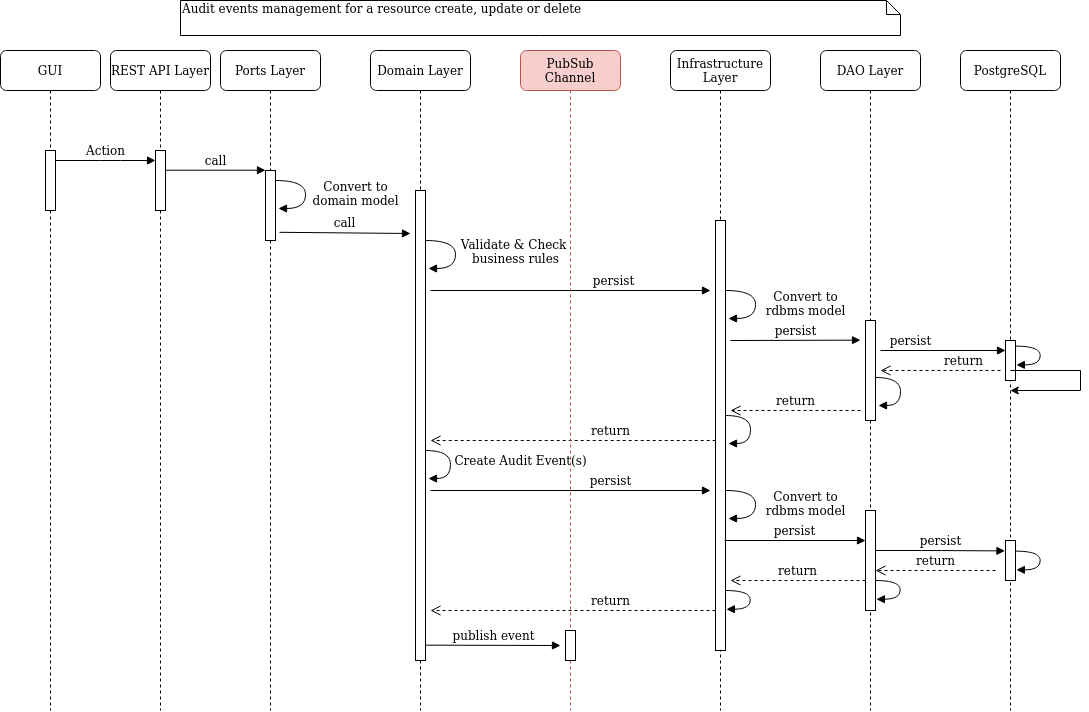 Audit events management for a resource create, update or delete
GUI
REST API Layer
Ports Layer
Domain Layer
PubSub
Channel
Infrastructure
Layer
DAO Layer
PostgreSQL
Action
call
Convert to
domain model
call
Validate & Check
business rules
persist
Convert to
rdbms model
persist
persist
return
return
return
Create Audit Event(s)
persist
Convert to
rdbms model
persist
persist
return
return
return
publish event